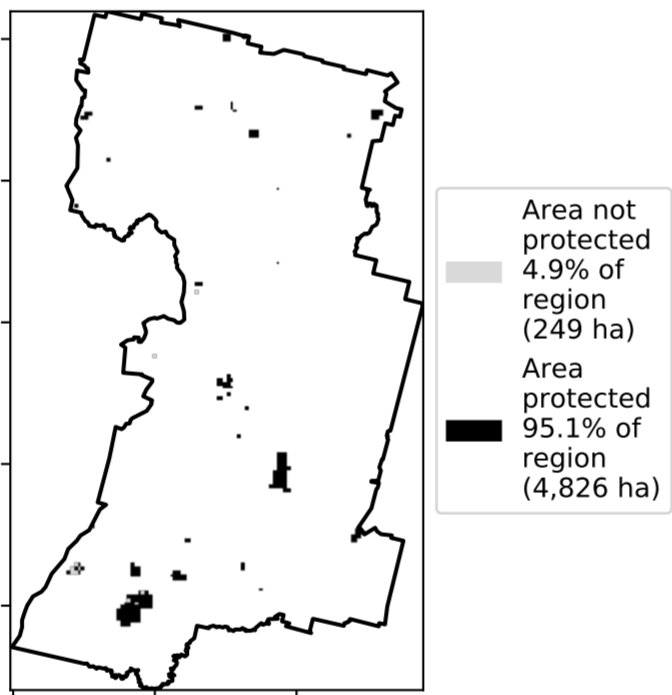 Area not
protected
4.9% of
region
(249 ha)
Area
protected
95.1% of
region
(4,826 ha)